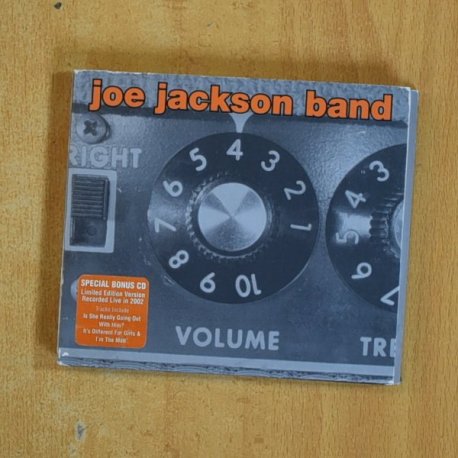 joe jackson band
RIGHT
5 4 3
6 2
7 1
8
9 10
5
4
3
2
SPECIAL BONUS CD
Limited Edition Version
Recorded Live in 2002
Tracks Include
Is She Really Going Out
With Him?
It's Different For Girls &
I'm The Man
VOLUME
TRE